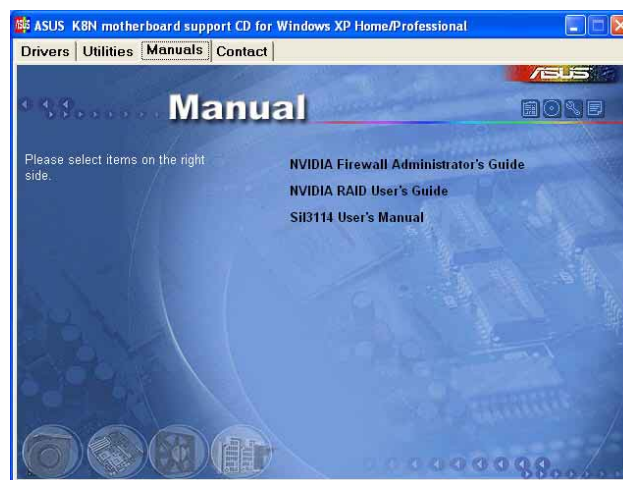 ASUS K8N motherboard support CD for Windows XP Home/Professional
Drivers Utilities Manuals Contact
ASUS
Manual
Please select items on the right
side.
NVIDIA Firewall Administrator's Guide
NVIDIA RAID User's Guide
Sil3114 User's Manual